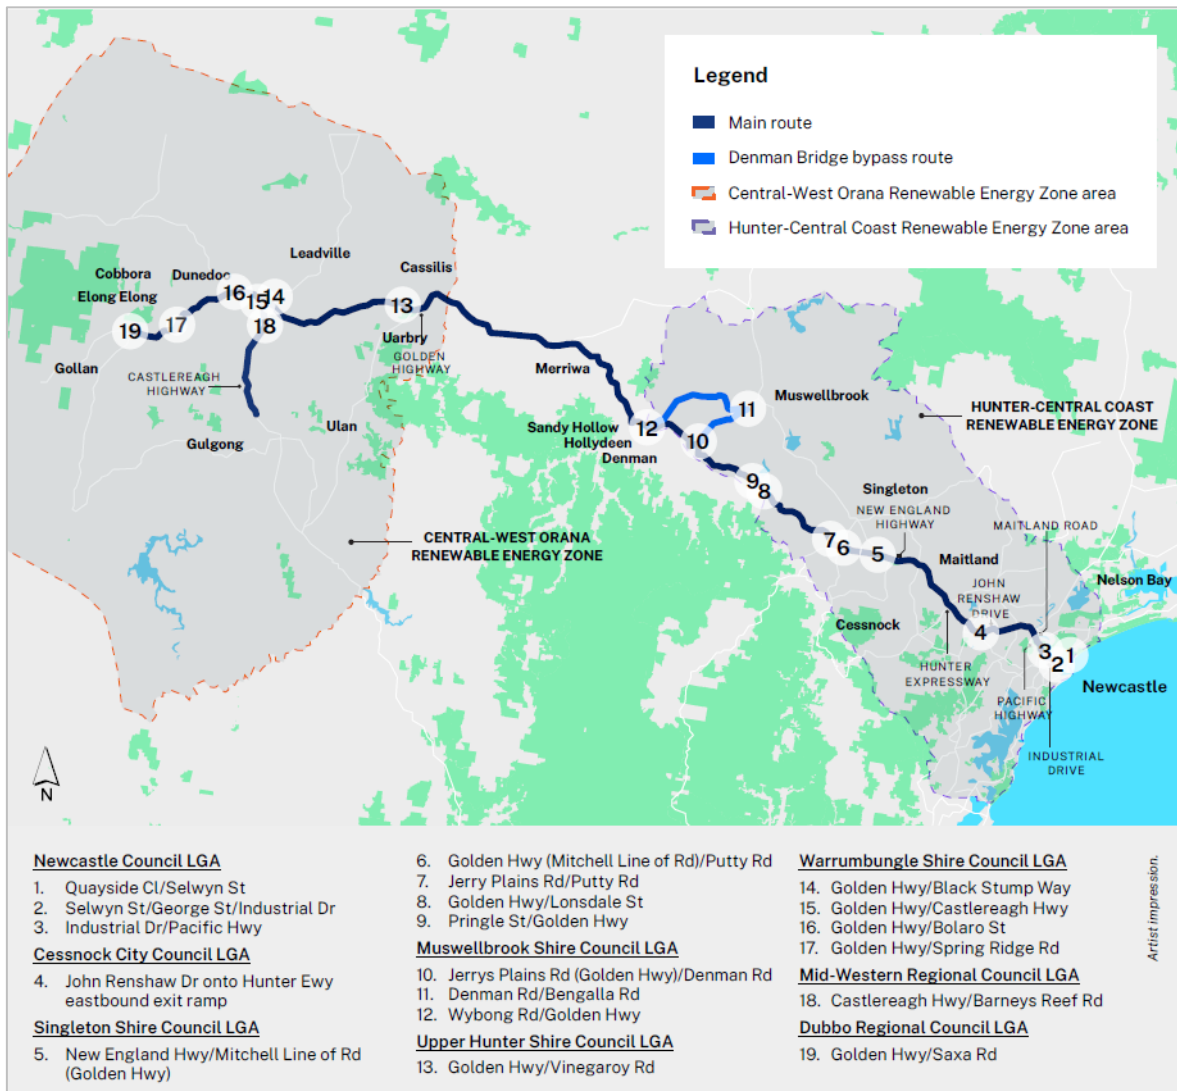 Legend
Main route
Denman Bridge bypass route
Central-West Orana Renewable Energy Zone area
Hunter-Central Coast Renewable Energy Zone area
Leadville
Cobbora
Dunedoo
Cassilis
Elong Elong
16
15
14
13
19
17
18
Uarbry
GOLDEN
HIGHWAY
Gollan
CASTLEREAGH
HIGHWAY
Merriwa
Muswellbrook
11
HUNTER-CENTRAL COAST
RENEWABLE ENERGY ZONE
Gulgong
Ulan
Sandy Hollow
Hollydeen
Denman
12
10
9
8
Singleton
NEW ENGLAND
HIGHWAY
MAITLAND ROAD
CENTRAL-WEST ORANA
RENEWABLE ENERGY ZONE
7
6
5
Maitland
JOHN
RENSHAW
DRIVE
Nelson Bay
Cessnock
4
3
2
1
HUNTER
EXPRESSWAY
Newcastle
PACIFIC
HIGHWAY
INDUSTRIAL
DRIVE
N
Newcastle Council LGA
1. Quayside Cl/Selwyn St
2. Selwyn St/George St/Industrial Dr
3. Industrial Dr/Pacific Hwy
Cessnock City Council LGA
4. John Renshaw Dr onto Hunter Ewy
eastbound exit ramp
Singleton Shire Council LGA
5. New England Hwy/Mitchell Line of Rd
(Golden Hwy)
6. Golden Hwy (Mitchell Line of Rd)/Putty Rd
7. Jerry Plains Rd/Putty Rd
8. Golden Hwy/Lonsdale St
9. Pringle St/Golden Hwy
Muswellbrook Shire Council LGA
10. Jerrys Plains Rd (Golden Hwy)/Denman Rd
11. Denman Rd/Bengalla Rd
12. Wybong Rd/Golden Hwy
Upper Hunter Shire Council LGA
13. Golden Hwy/Vinegaroy Rd
Warrumbungle Shire Council LGA
14. Golden Hwy/Black Stump Way
15. Golden Hwy/Castlereagh Hwy
16. Golden Hwy/Bolaro St
17. Golden Hwy/Spring Ridge Rd
Mid-Western Regional Council LGA
18. Castlereagh Hwy/Barneys Reef Rd
Dubbo Regional Council LGA
19. Golden Hwy/Saxa Rd
Artist impression.